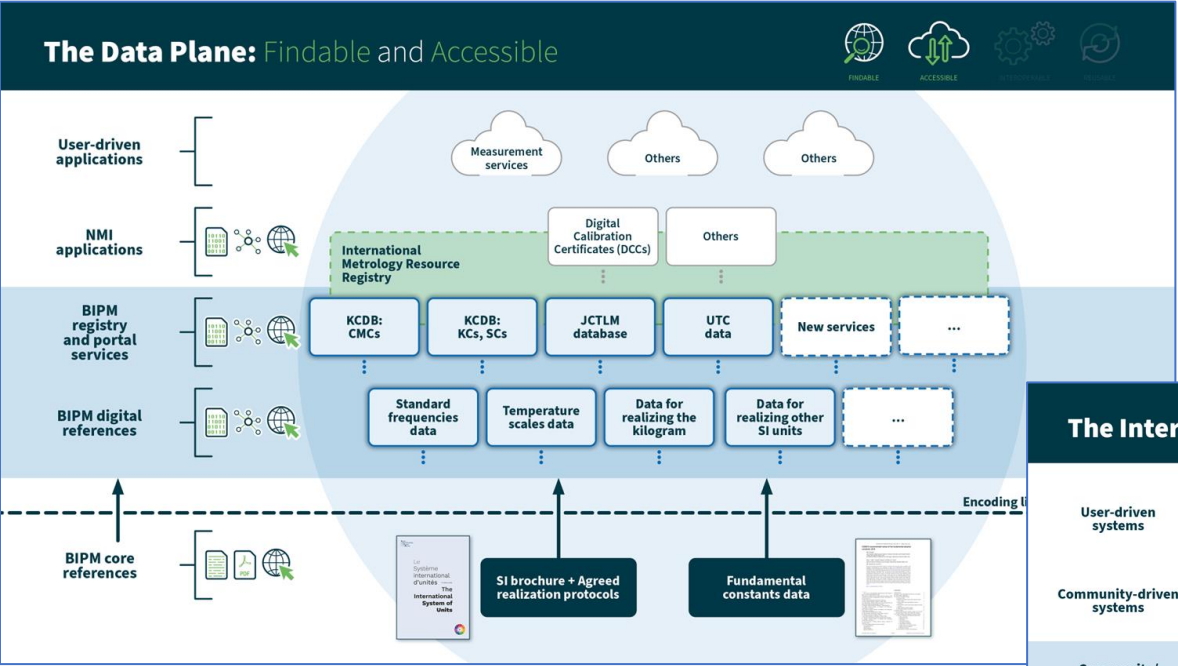 The Data Plane: Findable and Accessible
FINDABLE
ACCESSIBLE
User-driven
applications
Measurement
services
Others
Others
NMI
applications
Digital
Calibration
Certificates (DCCs)
Others
International
Metrology Resource
Registry
BIPM
registry
and portal
services
KCDB:
CMCs
KCDB:
KCs, SCs
JCTLM
database
UTC
data
New services
...
BIPM digital
references
Standard
frequencies
data
Temperature
scales data
Data for
realizing the
kilogram
Data for
realizing other
SI units
...
Encoding li
BIPM core
references
PDF
Le
Système
international
d'unités
The
International
System of
Units
SI brochure + Agreed
realization protocols
Fundamental
constants data
The Inter
User-driven
systems
Community-driven
systems